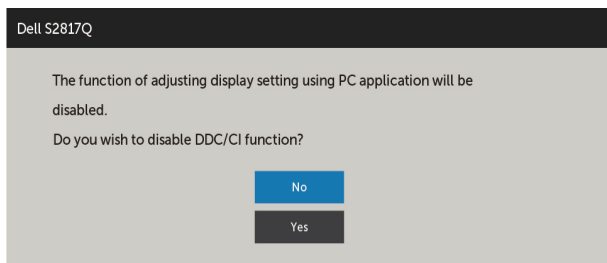 Dell S2817Q
The function of adjusting display setting using PC application will be
disabled.
Do you wish to disable DDC/CI function?
No
Yes